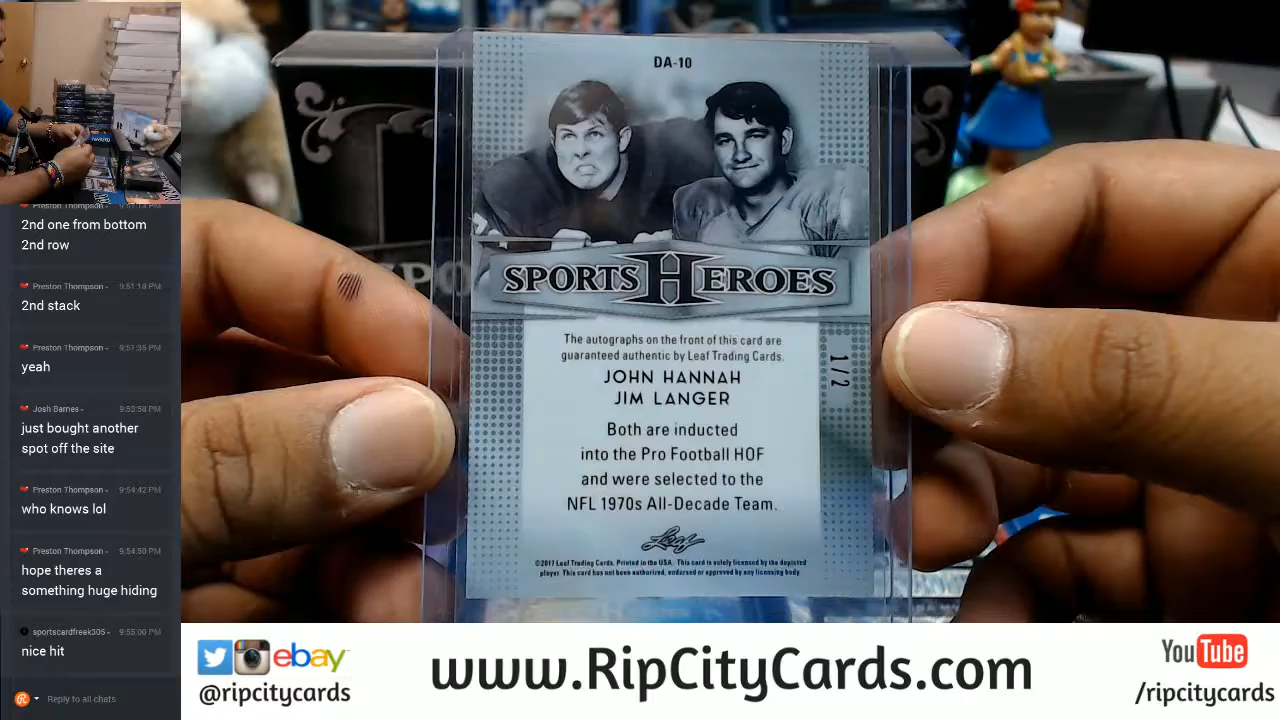 Preston Thompson -
2nd one from bottom
2nd row
Preston Thompson - 9:51:18 PM
2nd stack
Preston Thompson - 9:51:35 PM
yeah
Josh Barnes - 9:53:58 PM
just bought another
spot off the site
Preston Thompson - 9:54:42 PM
who knows lol
Preston Thompson - 9:54:50 PM
hope theres a
something huge hiding
sportscardfreak305 - 9:55:00 PM
nice hit
Reply to all chats
DA-10
SPORTS HEROES
The autographs on the front of this card are
guaranteed authentic by Leaf Trading Cards.
JOHN HANNAH
JIM LANGER
Both are inducted
into the Pro Football HOF
and were selected to the
NFL 1970s All-Decade Team.
1/2
Leaf
©2017 Leaf Trading Cards. Printed in the USA. This card is solely licensed by the depicted
player. This card has not been authorized, endorsed or approved by any licensing body.
ebay
@ripcitycards
www.RipCityCards.com
YouTube
/ripcitycards